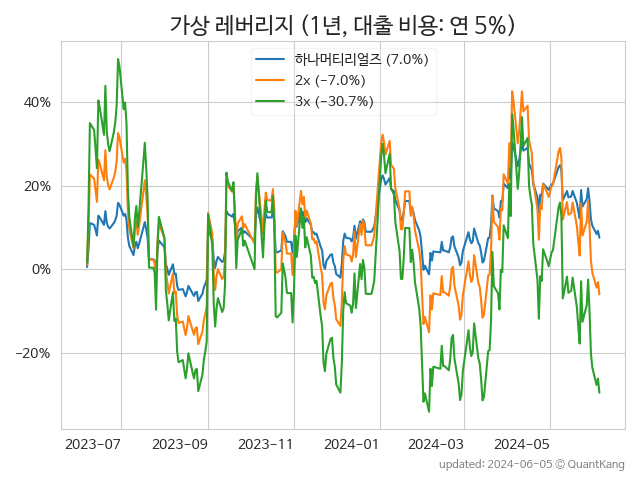 가상 레버리지 (1년, 대출 비용: 연 5%)
하나머티리얼즈 (7.0%)
2x (−7.0%)
3x (−30.7%)
40%
20%
0%
−20%
2023-07 2023-09 2023-11 2024-01 2024-03 2024-05
updated: 2024-06-05 © QuantKang